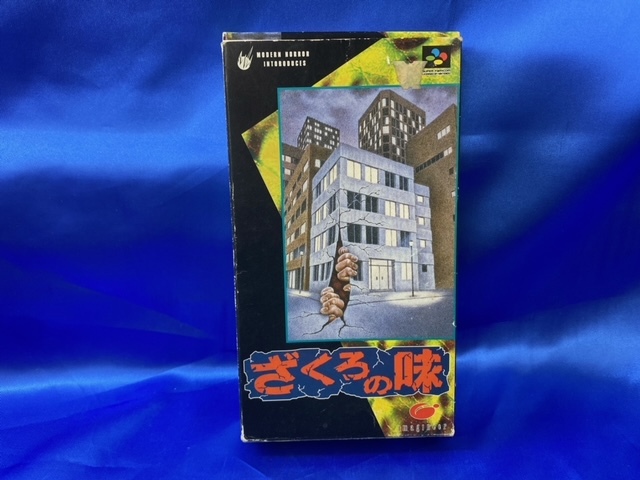 MODERN HORROR
INTRODUCES
ざくろの味
imagineer